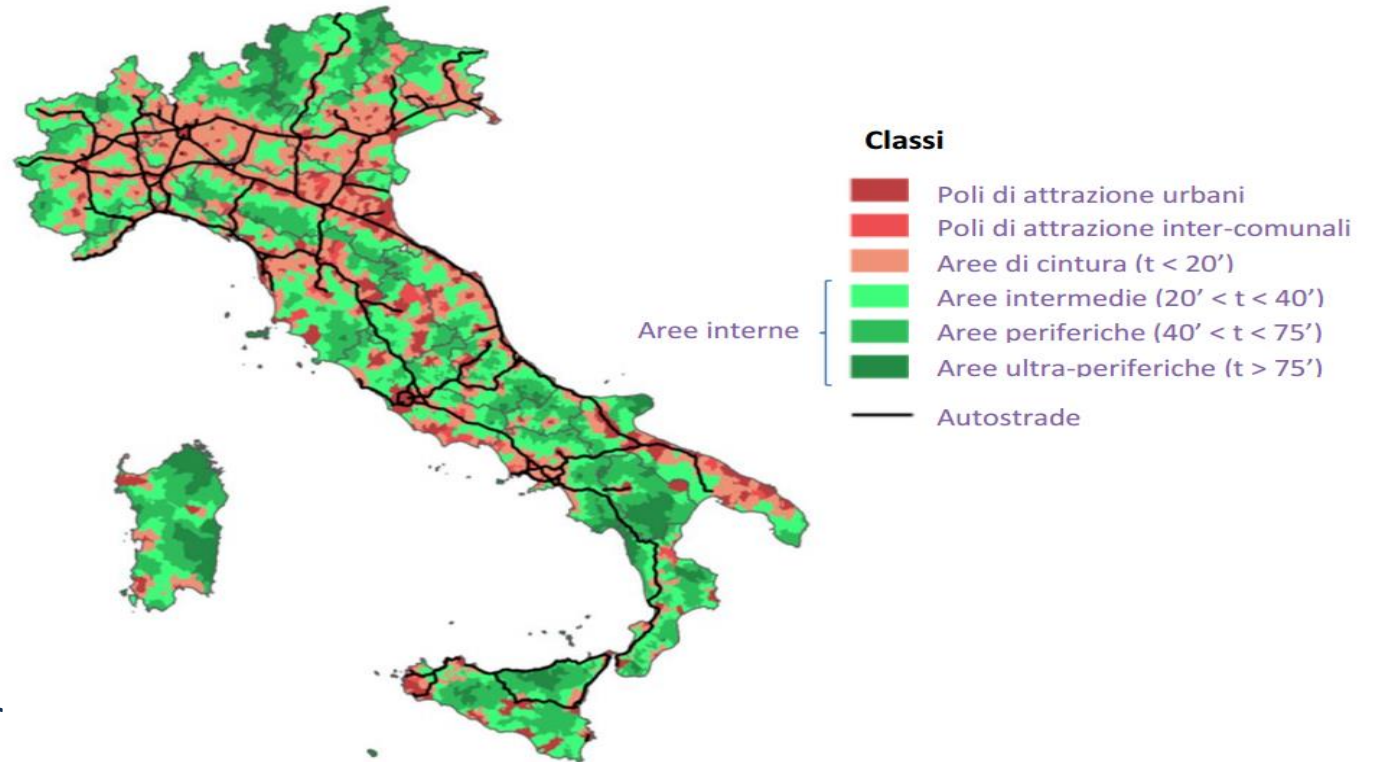 Classi
Poli di attrazione urbani
Poli di attrazione inter-comunali
Aree di cintura (t < 20’)
Aree interne
Aree intermedie (20’ < t < 40’)
Aree periferiche (40’ < t < 75’)
Aree ultra-periferiche (t > 75’)
Autostrade